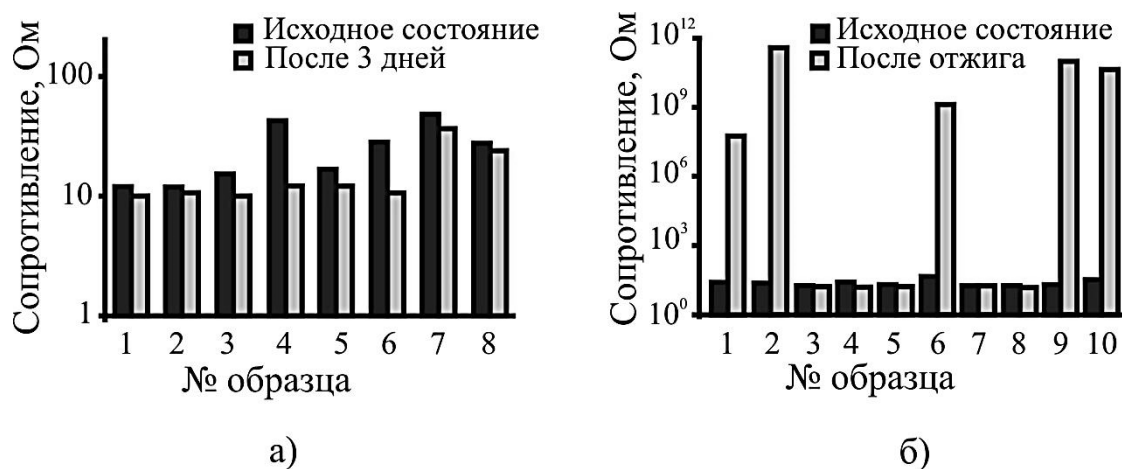 Исходное состояние
После 3 дней
Сопротивление, Ом
100
10
1
1 2 3 4 5 6 7 8
№ образца
а)
Исходное состояние
После отжига
Сопротивление, Ом
10¹²
10⁹
10⁶
10³
10⁰
1 2 3 4 5 6 7 8 9 10
№ образца
б)